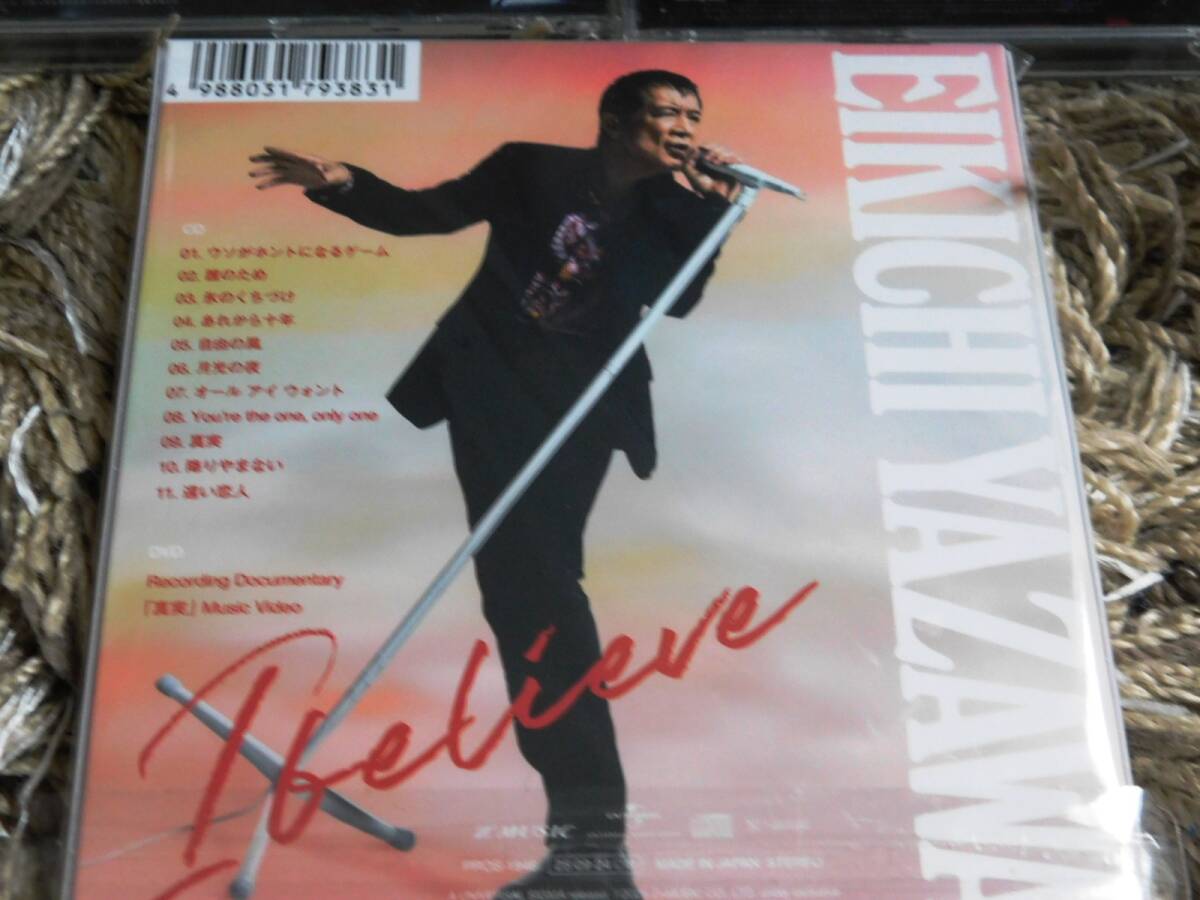 4 988031 793831
EIKICHI YAZAWA
CD
01. ウソがホントになるゲーム
02. 誰のため
03. 氷のくちづけ
04. あれから十年
05. 自由の風
06. 月光の夜
07. オール アイ ウォント
08. You're the one, only one
09. 真実
10. 降りやまない
11. 遠い恋人
DVD
Recording Documentary
「真実」 Music Video
I believe
Z MUSIC
MADE IN JAPAN STEREO